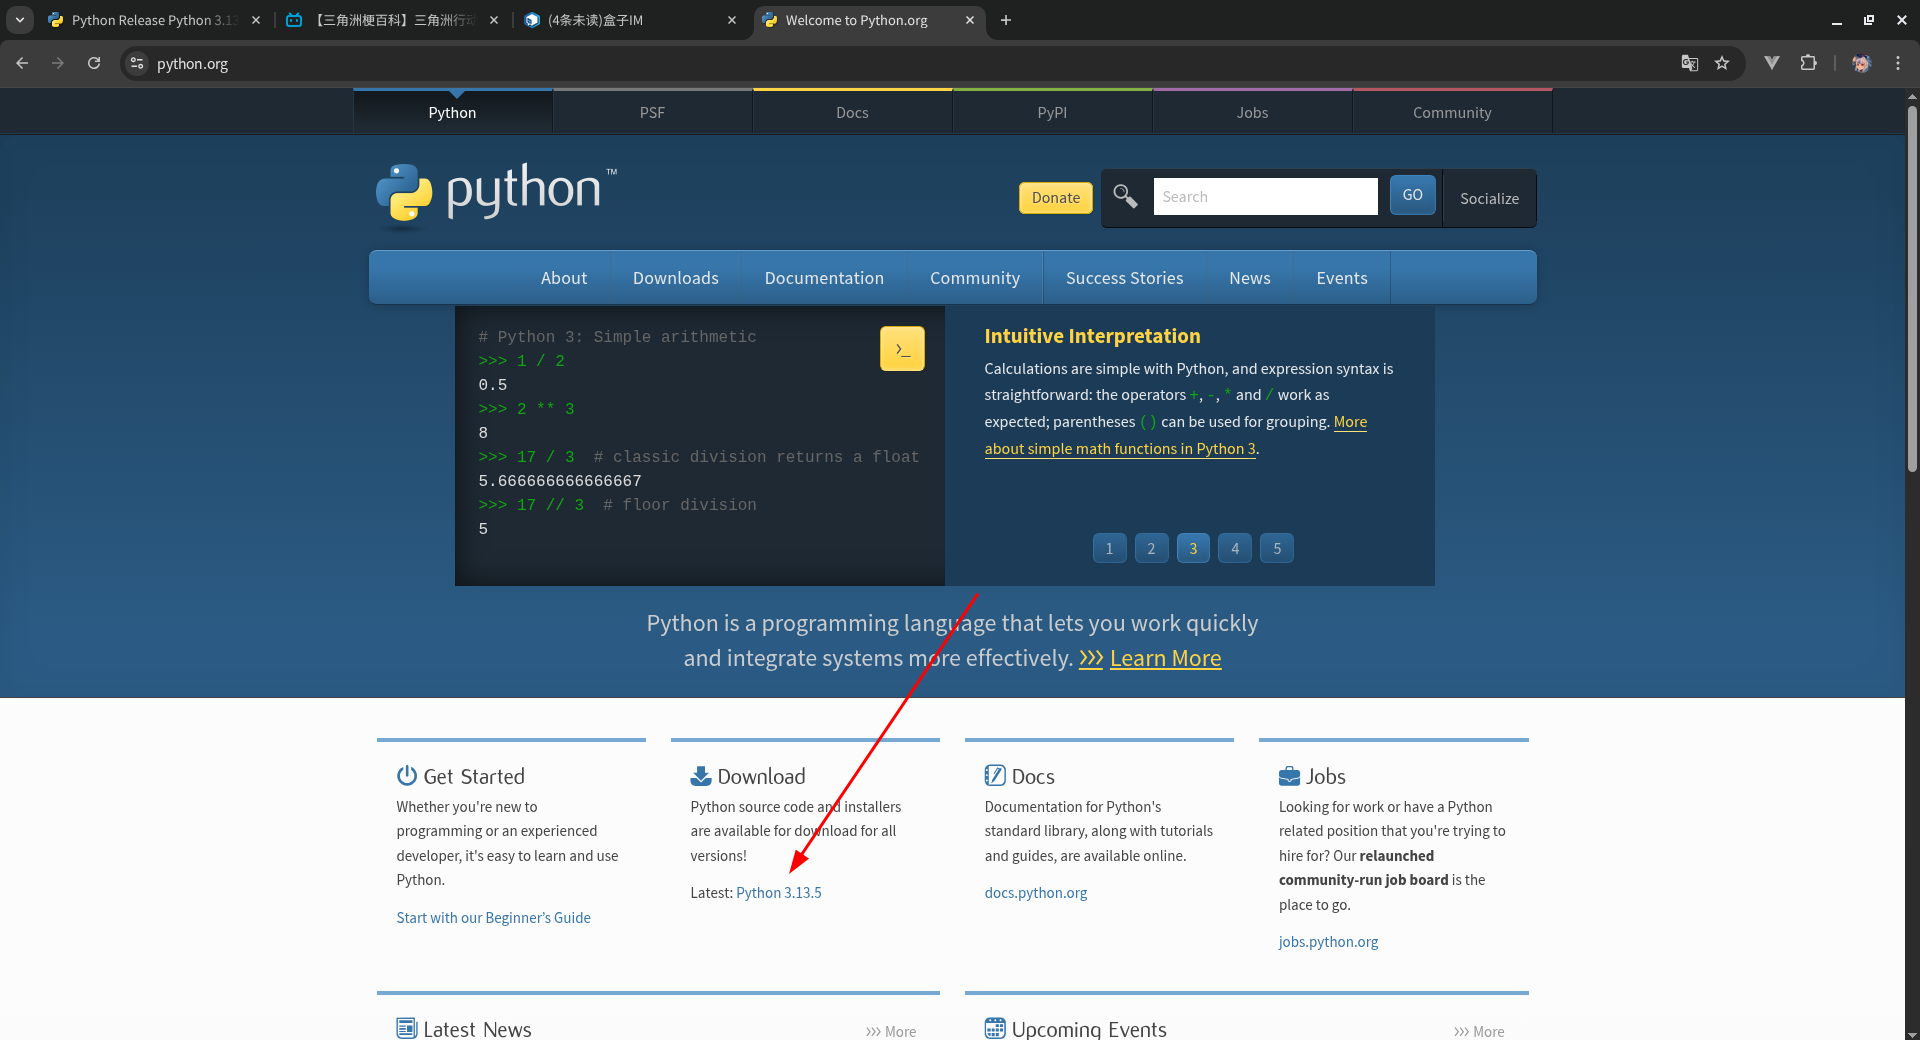 Python Release Python 3.13
【三角洲梗百科】三角洲行动
(4条未读)盒子IM
Welcome to Python.org
python.org
Python
PSF
Docs
PyPI
Jobs
Community
python™
Donate
Search
GO
Socialize
About
Downloads
Documentation
Community
Success Stories
News
Events
# Python 3: Simple arithmetic
>>> 1 / 2
0.5
>>> 2 ** 3
8
>>> 17 / 3  # classic division returns a float
5.666666666666667
>>> 17 // 3  # floor division
5
>_
Intuitive Interpretation
Calculations are simple with Python, and expression syntax is
straightforward: the operators +, -, * and / work as
expected; parentheses () can be used for grouping. More
about simple math functions in Python 3.
1
2
3
4
5
Python is a programming language that lets you work quickly
and integrate systems more effectively. >>> Learn More
Get Started
Whether you're new to
programming or an experienced
developer, it's easy to learn and use
Python.
Start with our Beginner’s Guide
Download
Python source code and installers
are available for download for all
versions!
Latest: Python 3.13.5
Docs
Documentation for Python's
standard library, along with tutorials
and guides, are available online.
docs.python.org
Jobs
Looking for work or have a Python
related position that you're trying to
hire for? Our relaunched
community-run job board is the
place to go.
jobs.python.org
Latest News
>>> More
Upcoming Events
>>> More